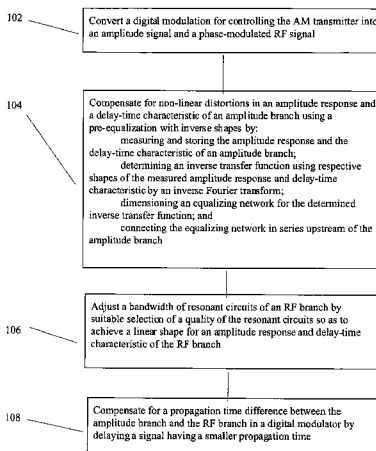 102
Convert a digital modulation for controlling the AM transmitter into
an amplitude signal and a phase-modulated RF signal
104
Compensate for non-linear distortions in an amplitude response and
a delay-time characteristic of an amplitude branch using a
pre-equalization with inverse shapes by:
measuring and storing the amplitude response and the
delay-time characteristic of an amplitude branch;
determining an inverse transfer function using respective
shapes of the measured amplitude response and delay-time
characteristic by an inverse Fourier transform;
dimensioning an equalizing network for the determined
inverse transfer function; and
connecting the equalizing network in series upstream of the
amplitude branch
106
Adjust a bandwidth of resonant circuits of an RF branch by
suitable selection of a quality of the resonant circuits so as to
achieve a linear shape for an amplitude response and delay-time
characteristic of the RF branch
108
Compensate for a propagation time difference between the
amplitude branch and the RF branch in a digital modulator by
delaying a signal having a smaller propagation time